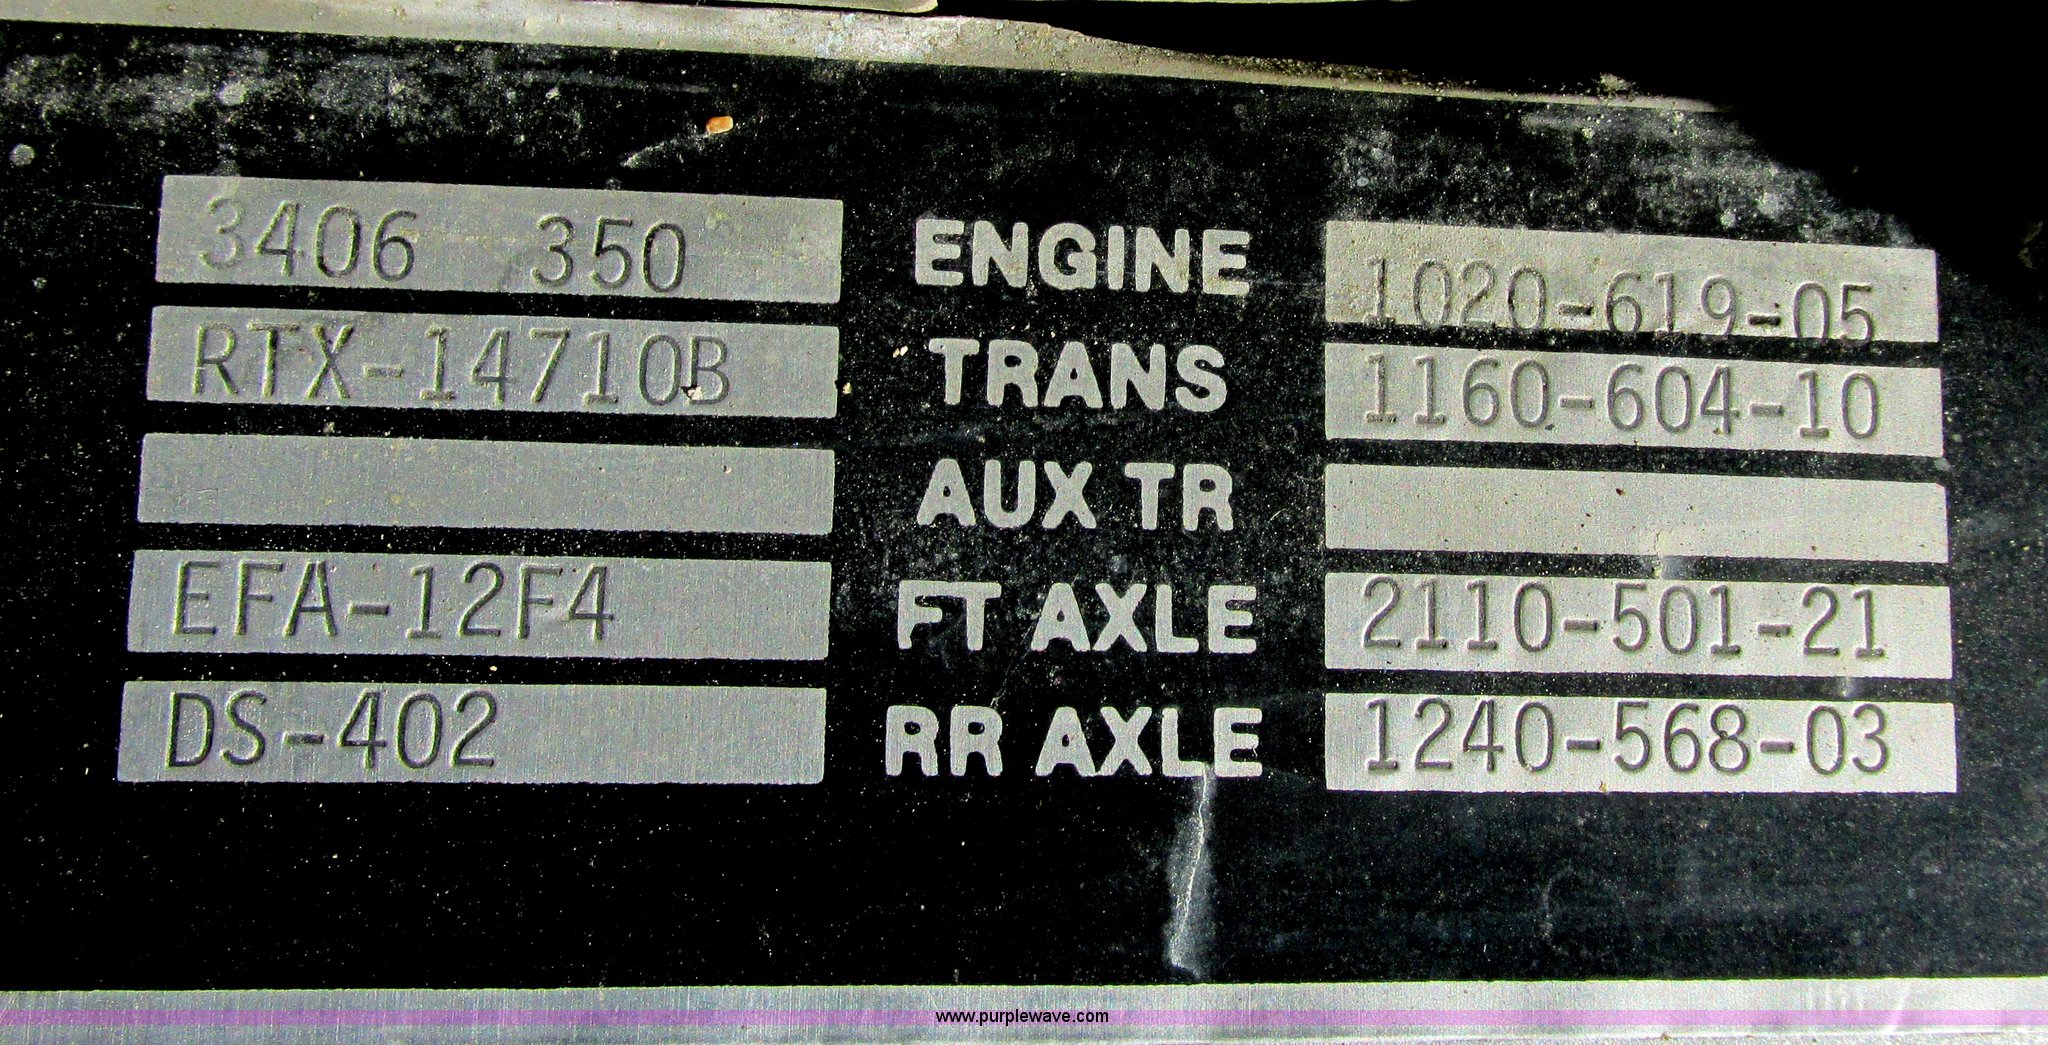 3406 350 ENGINE 1020-619-05
RTX-14710B TRANS 1160-604-10
AUX TR
EFA-12F4 FT AXLE 2110-501-21
DS-402 RR AXLE 1240-568-03
www.purplewave.com